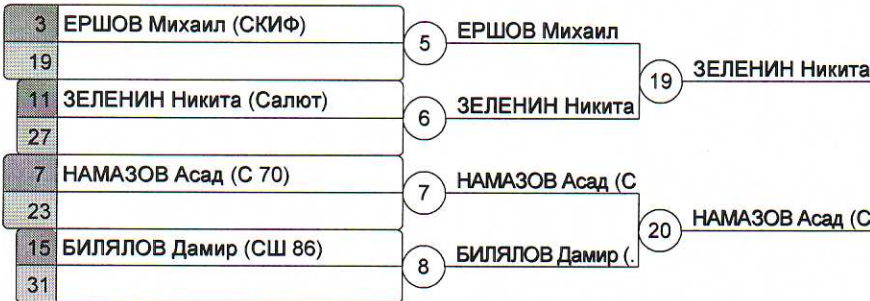 3 ЕРШОВ Михаил (СКИФ)
19
5
ЕРШОВ Михаил
11 ЗЕЛЕНИН Никита (Салют)
27
6
ЗЕЛЕНИН Никита
19
ЗЕЛЕНИН Никита
7 НАМАЗОВ Асад (С 70)
23
7
НАМАЗОВ Асад (С
15 БИЛЯЛОВ Дамир (СШ 86)
31
8
БИЛЯЛОВ Дамир (.
20
НАМАЗОВ Асад (С